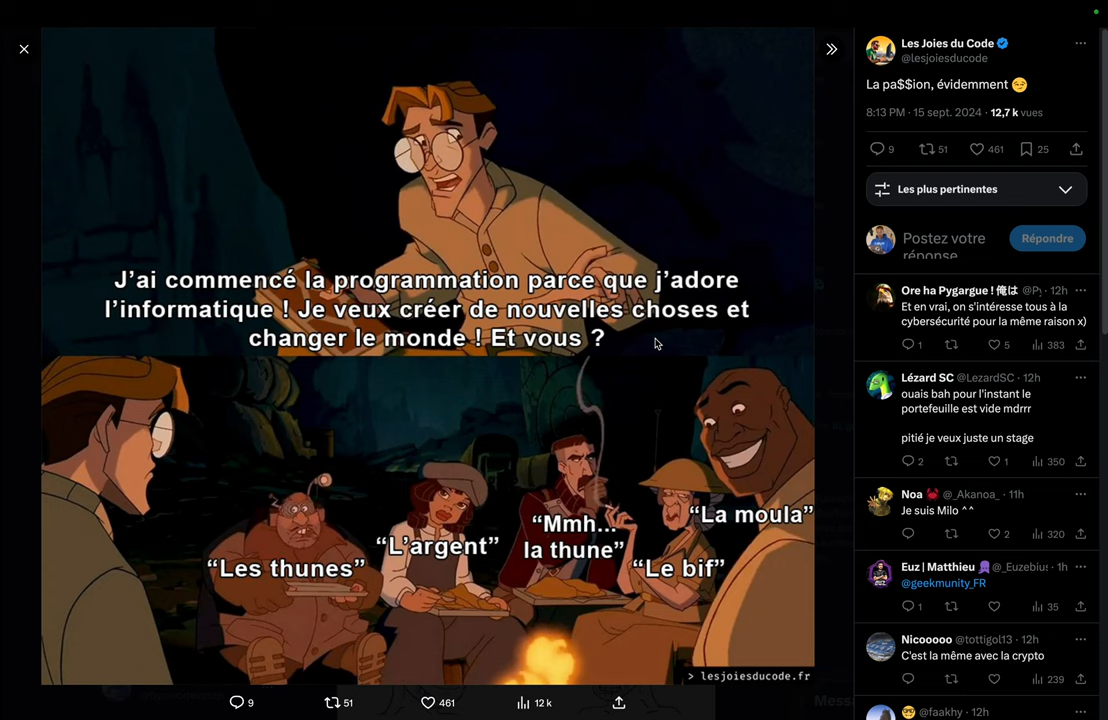 J’ai commencé la programmation parce que j’adore
l’informatique ! Je veux créer de nouvelles choses et
changer le monde ! Et vous ?
“Les thunes”
“L’argent”
“Mmh...
la thune”
“Le bif”
“La moula”
> lesjoiesducode.fr
9
51
461
12 k
Les Joies du Code
@lesjoiesducode
La pa$$ion, évidemment 😏
8:13 PM · 15 sept. 2024 · 12,7 k vues
9 51 461 25
Les plus pertinentes
Postez votre
réponse
Répondre
Ore ha Pygargue ! 俺は @Py · 12h
Et en vrai, on s’intéresse tous à la
cybersécurité pour la même raison x)
1 5 383
Lézard SC @LezardSC · 12h
ouais bah pour l’instant le
portefeuille est vide mdrrr
pitié je veux juste un stage
2 1 350
Noa 🦀 @_Akanoa_ · 11h
Je suis Milo ^^
2 320
Euz | Matthieu @_Euzebius · 1h
@geekmunity_FR
1 35
Nicooooo @tottigol13 · 12h
C’est la même avec la crypto
239
🤓 @faakhy · 12h